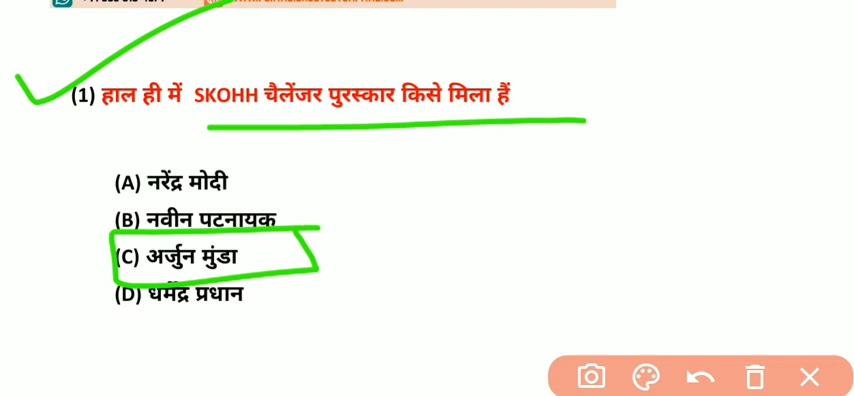 (1) हाल ही में SKOHH चैलेंजर पुरस्कार किसे मिला हैं
(A) नरेंद्र मोदी
(B) नवीन पटनायक
(C) अर्जुन मुंडा
(D) धर्मेंद्र प्रधान